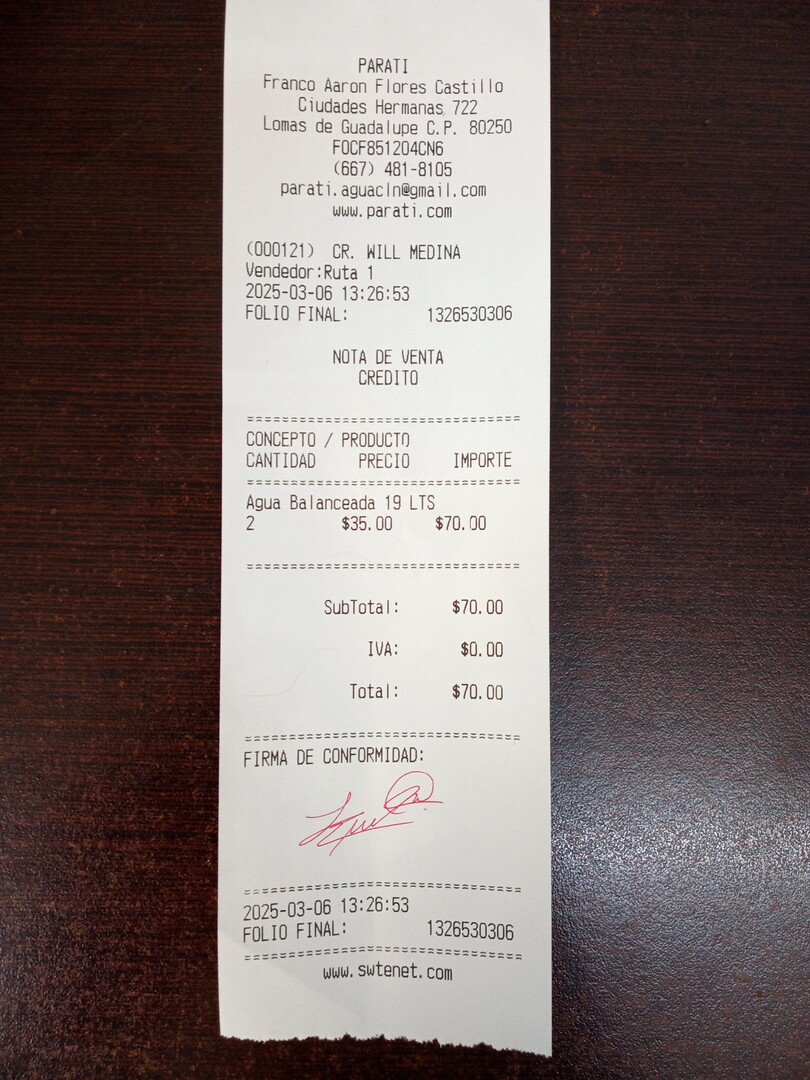 PARATI
Franco Aaron Flores Castillo
Ciudades Hermanas 722
Lomas de Guadalupe C.P. 80250
FOCF851204CN6
(667) 481-8105
parati.aguacln@gmail.com
www.parati.com
(000121) CR. WILL MEDINA
Vendedor:Ruta 1
2025-03-06 13:26:53
FOLIO FINAL: 1326530306
NOTA DE VENTA
CREDITO
================================
CONCEPTO / PRODUCTO
CANTIDAD PRECIO IMPORTE
================================
Agua Balanceada 19 LTS
2 $35.00 $70.00
================================
SubTotal: $70.00
IVA: $0.00
Total: $70.00
================================
FIRMA DE CONFORMIDAD:
================================
2025-03-06 13:26:53
FOLIO FINAL: 1326530306
================================
www.swtenet.com